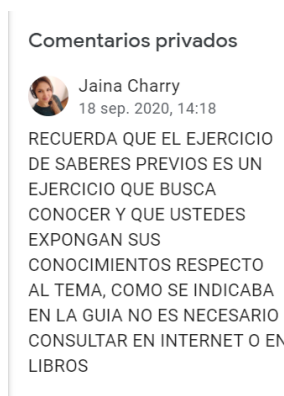 Comentarios privados
Jaina Charry
18 sep. 2020, 14:18
RECUERDA QUE EL EJERCICIO
DE SABERES PREVIOS ES UN
EJERCICIO QUE BUSCA
CONOCER Y QUE USTEDES
EXPONGAN SUS
CONOCIMIENTOS RESPECTO
AL TEMA, COMO SE INDICABA
EN LA GUIA NO ES NECESARIO
CONSULTAR EN INTERNET O EN
LIBROS